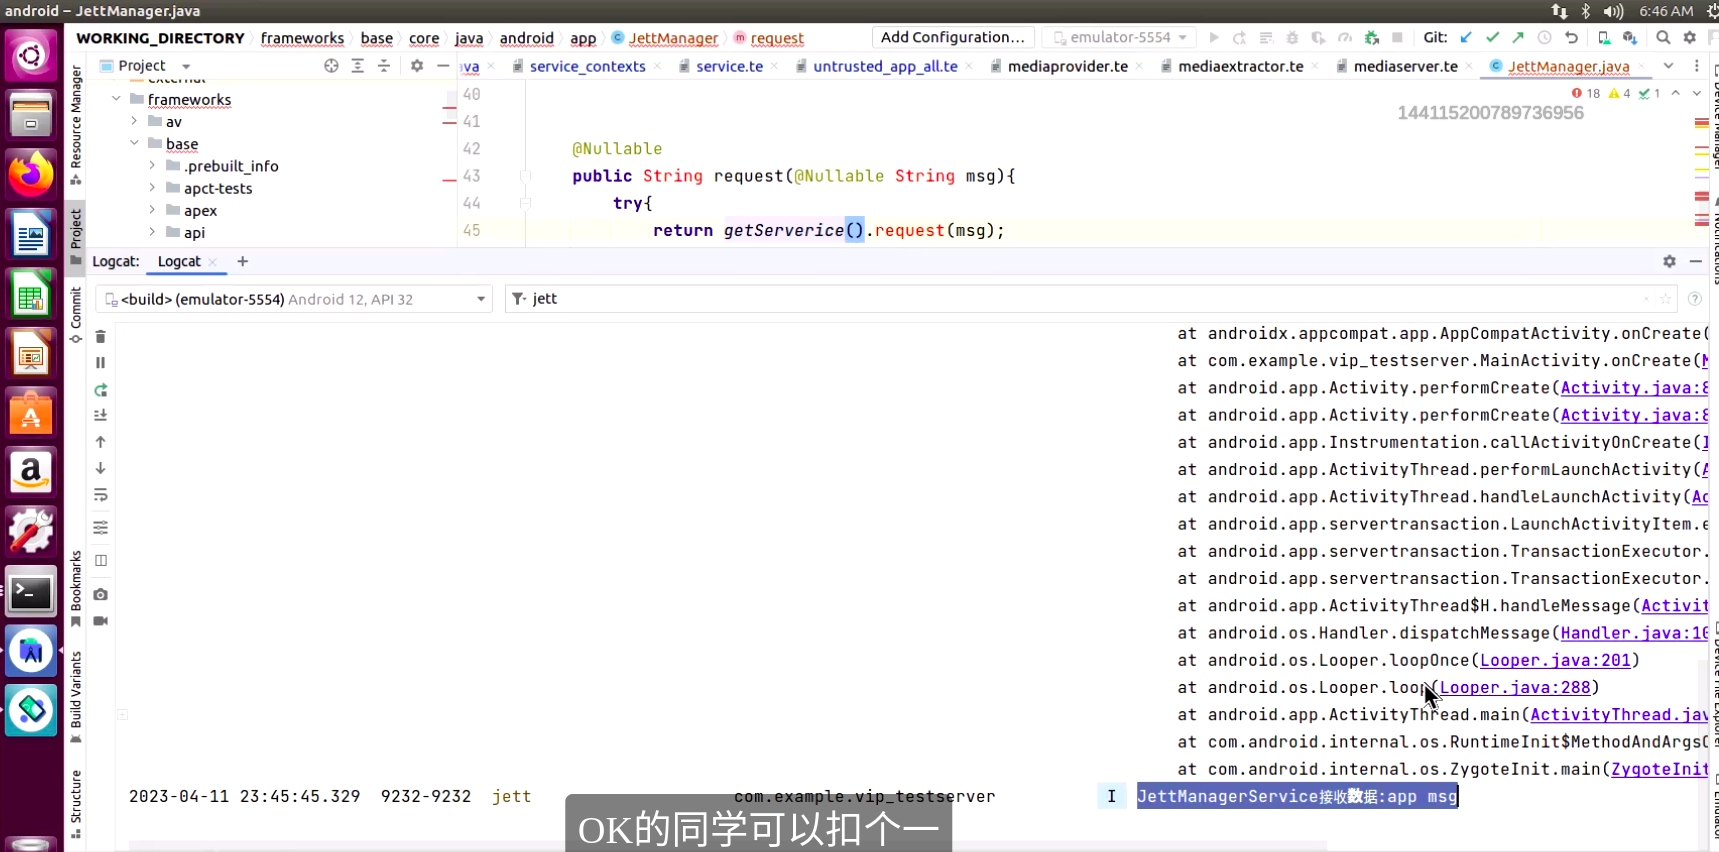 android – JettManager.java
6:46 AM
WORKING_DIRECTORY frameworks base core java android app JettManager request
Add Configuration...
emulator-5554
Git:
Project
va service_contexts service.te untrusted_app_all.te mediaprovider.te mediaextractor.te mediaserver.te JettManager.java
18 4 1
144115200789736956
frameworks
av
base
.prebuilt_info
apct-tests
apex
api
40
41
42 @Nullable
43 public String request(@Nullable String msg){
44 try{
45 return getServerice().request(msg);
Resource Manager
Project
Commit
Bookmarks
Build Variants
Structure
Logcat: Logcat
<build> (emulator-5554) Android 12, API 32
jett
at androidx.appcompat.app.AppCompatActivity.onCreate(
at com.example.vip_testserver.MainActivity.onCreate(M
at android.app.Activity.performCreate(Activity.java:8
at android.app.Activity.performCreate(Activity.java:8
at android.app.Instrumentation.callActivityOnCreate(I
at android.app.ActivityThread.performLaunchActivity(A
at android.app.ActivityThread.handleLaunchActivity(Ac
at android.app.servertransaction.LaunchActivityItem.e
at android.app.servertransaction.TransactionExecutor.
at android.app.servertransaction.TransactionExecutor.
at android.app.ActivityThread$H.handleMessage(Activit
at android.os.Handler.dispatchMessage(Handler.java:10
at android.os.Looper.loopOnce(Looper.java:201)
at android.os.Looper.loop(Looper.java:288)
at android.app.ActivityThread.main(ActivityThread.jav
at com.android.internal.os.RuntimeInit$MethodAndArgsC
at com.android.internal.os.ZygoteInit.main(ZygoteInit
2023-04-11 23:45:45.329 9232-9232 jett com.example.vip_testserver I JettManagerService接收数据:app msg
OK的同学可以扣个一